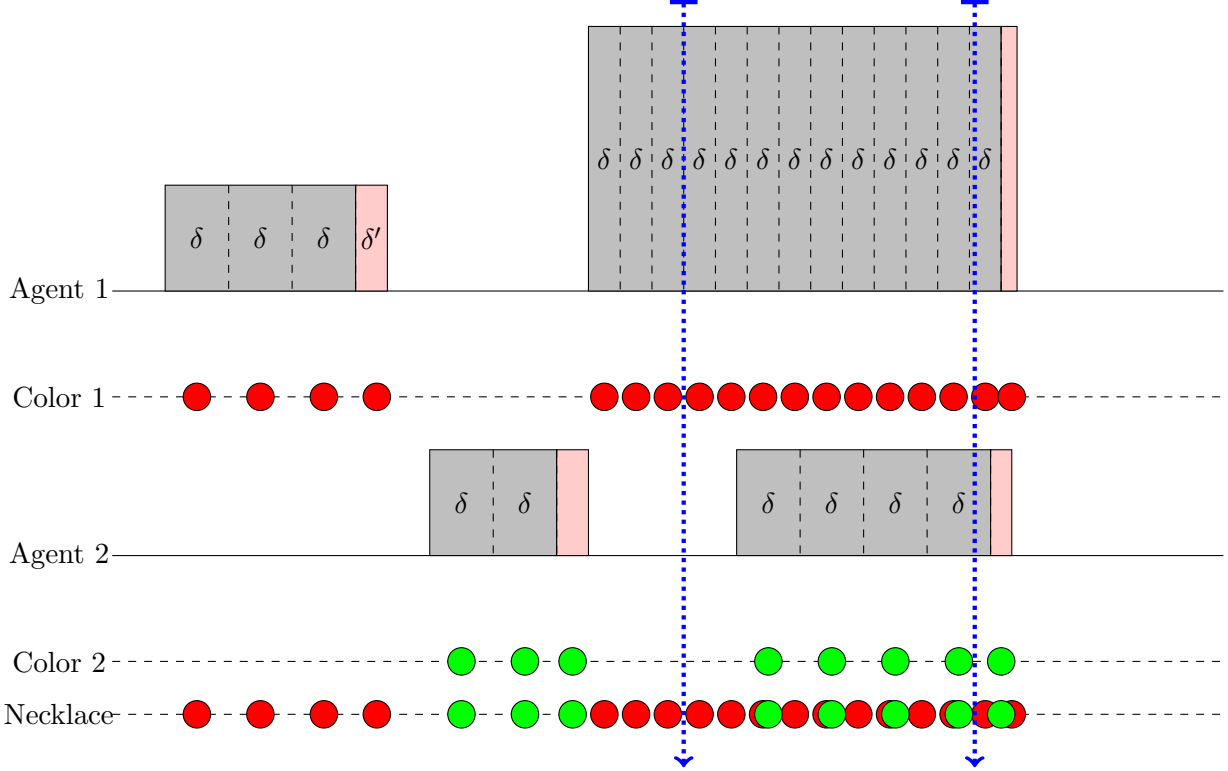 δ δ δ δ δ δ δ δ δ δ δ δ δ
δ δ δ δ′
Agent 1
Color 1
δ δ δ δ δ δ
Agent 2
Color 2
Necklace